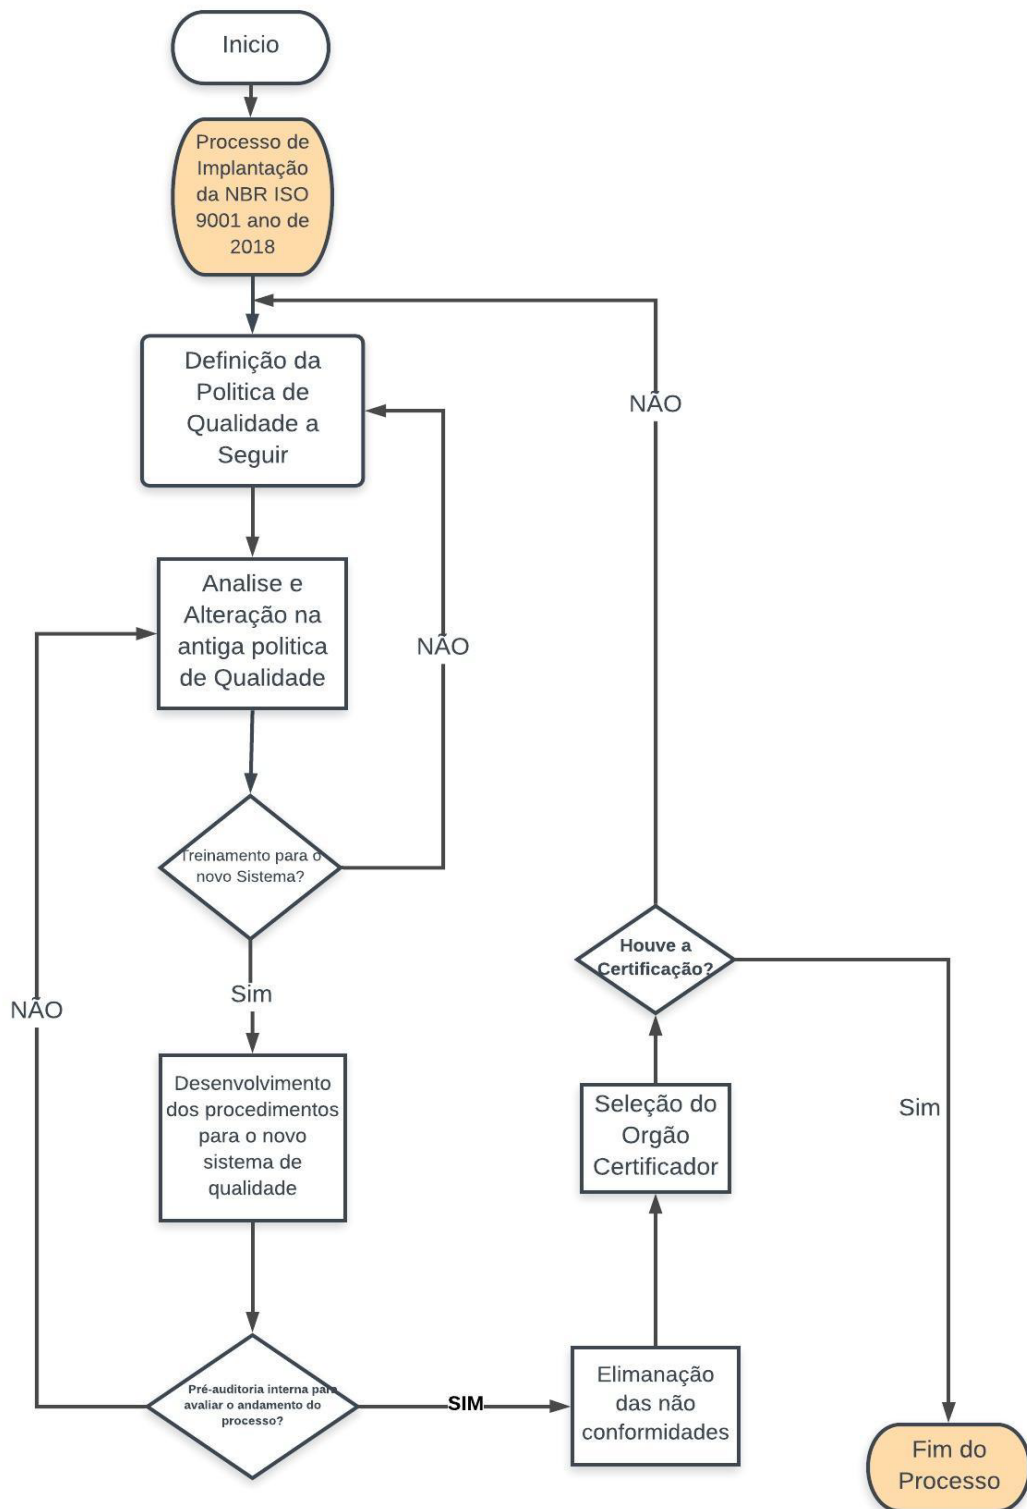 Inicio
Processo de
Implantação
da NBR ISO
9001 ano de
2018
Definição da
Politica de
Qualidade a
Seguir
NÃO
Analise e
Alteração na
antiga politica
de Qualidade
NÃO
Treinamento para o
novo Sistema?
Sim
NÃO
Desenvolvimento
dos procedimentos
para o novo
sistema de
qualidade
Pré-auditoria interna para
avaliar o andamento do
processo?
SIM
Elimanação
das não
conformidades
Seleção do
Orgão
Certificador
Houve a
Certificação?
Sim
Fim do
Processo